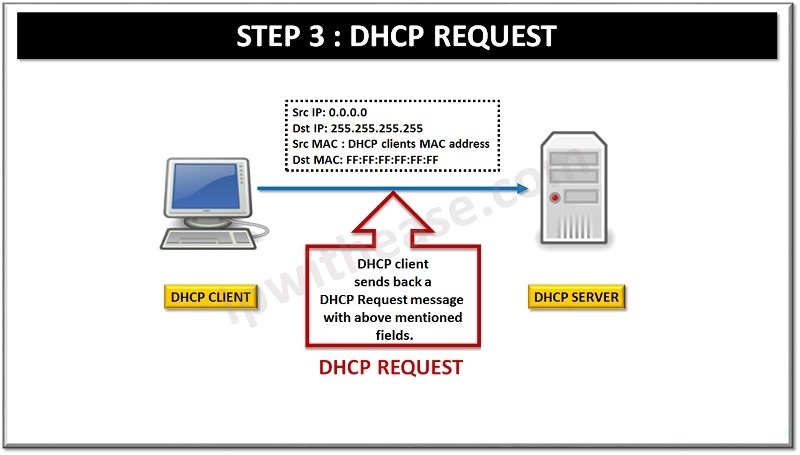 STEP 3 : DHCP REQUEST
Src IP: 0.0.0.0
Dst IP: 255.255.255.255
Src MAC : DHCP clients MAC address
Dst MAC: FF:FF:FF:FF:FF:FF
DHCP CLIENT
DHCP SERVER
DHCP client
sends back a
DHCP Request message
with above mentioned
fields.
DHCP REQUEST
ipwithease.com